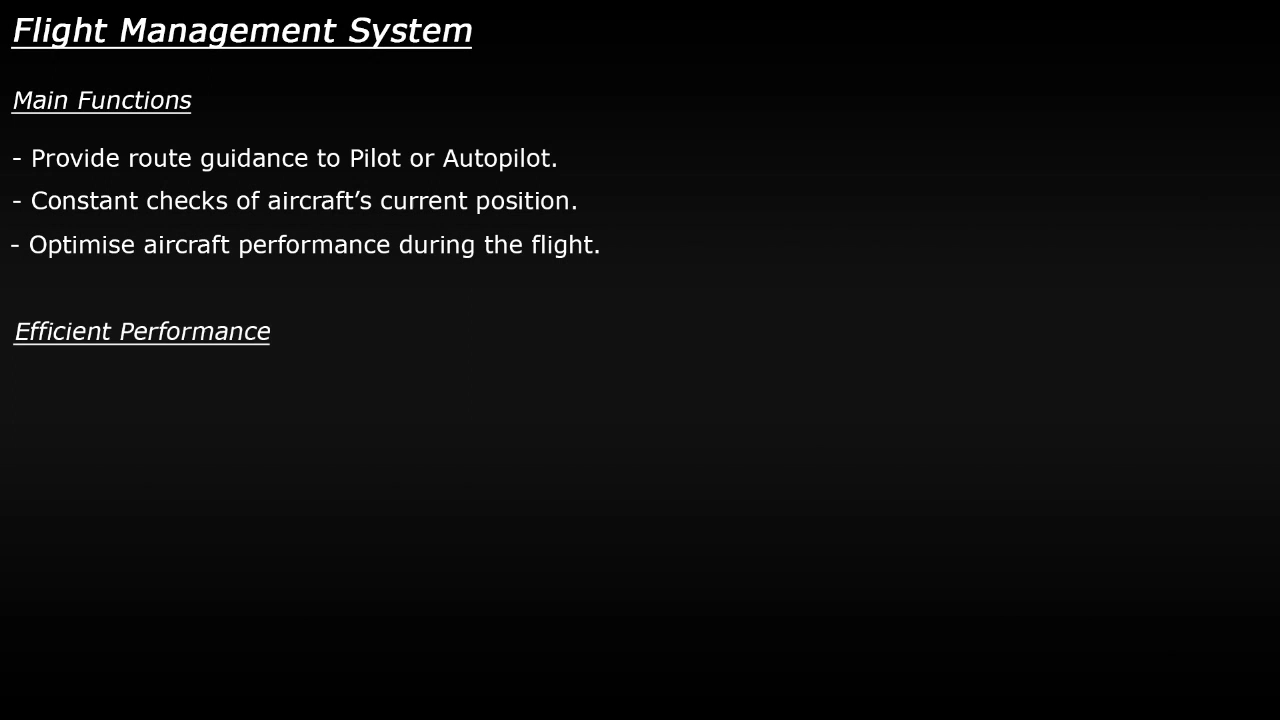 Flight Management System
Main Functions
- Provide route guidance to Pilot or Autopilot.
- Constant checks of aircraft’s current position.
- Optimise aircraft performance during the flight.
Efficient Performance